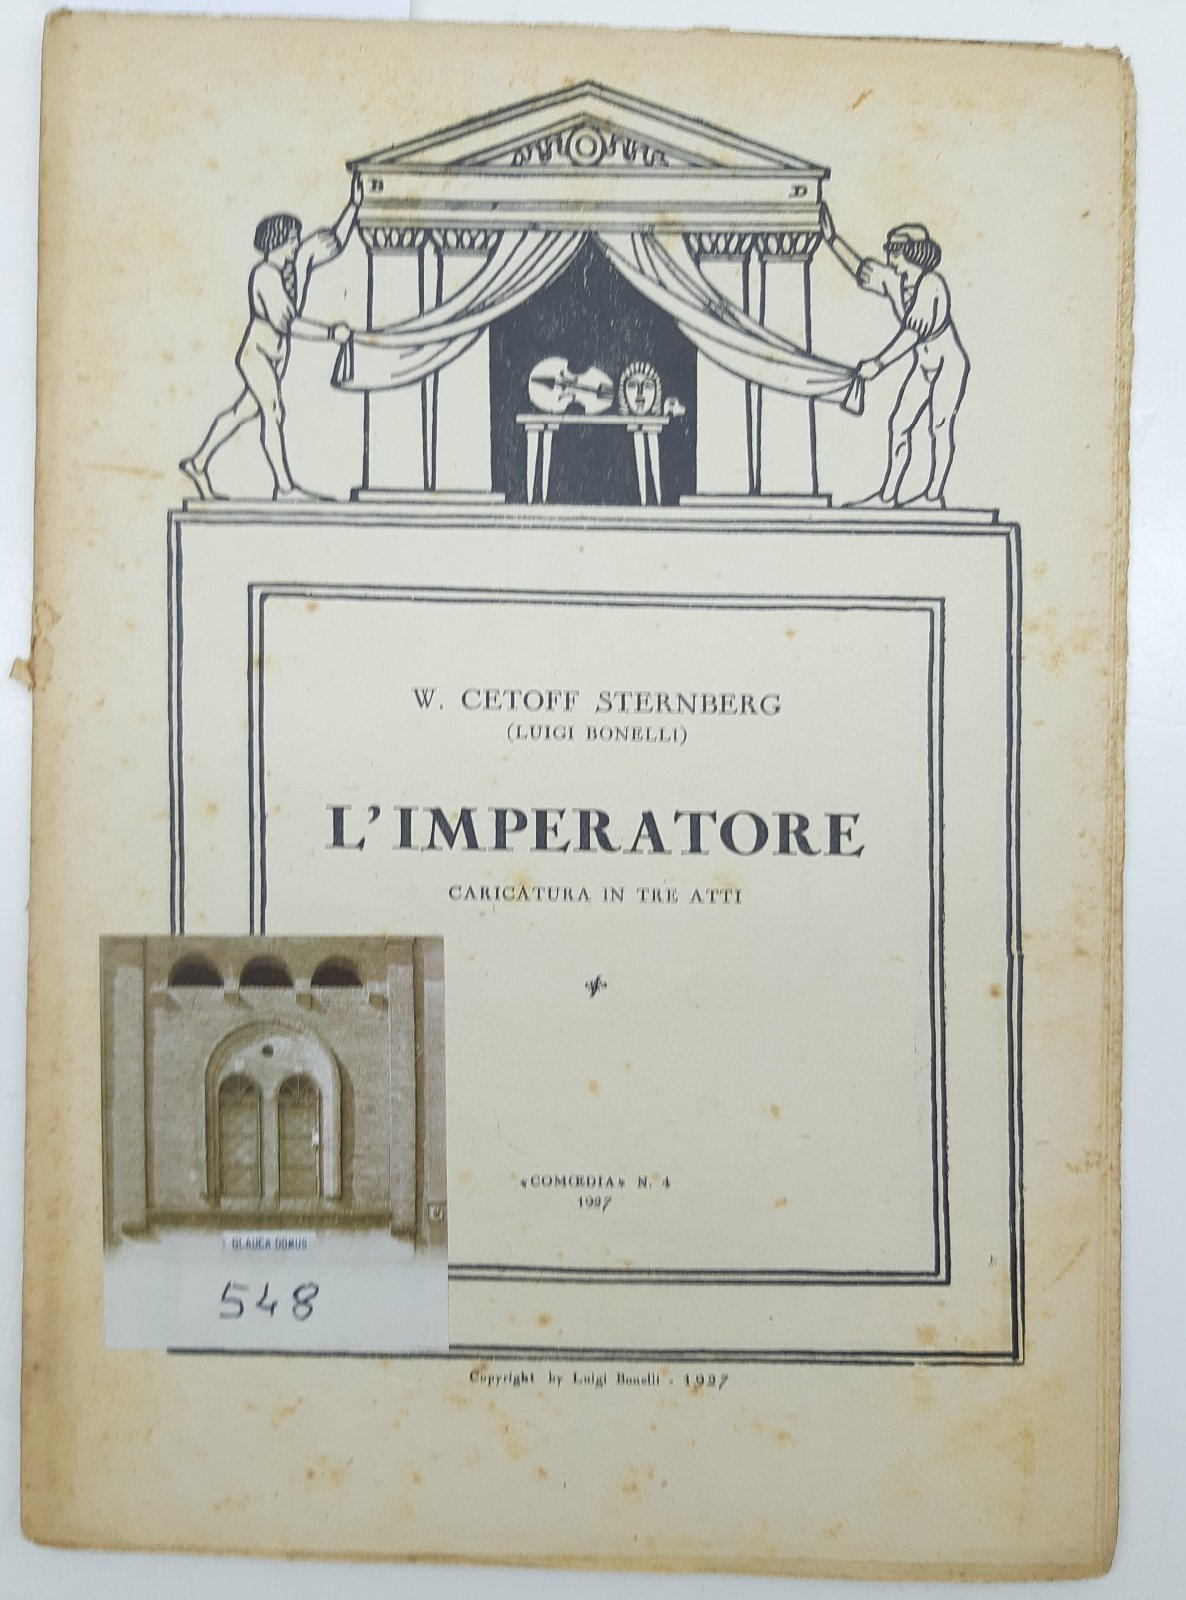 B D
W. CETOFF STERNBERG
(LUIGI BONELLI)
L'IMPERATORE
CARICATURA IN TRE ATTI
«COMŒDIA» N. 4
1927
GLAUCA DOMUS
548
Copyright by Luigi Bonelli - 1927